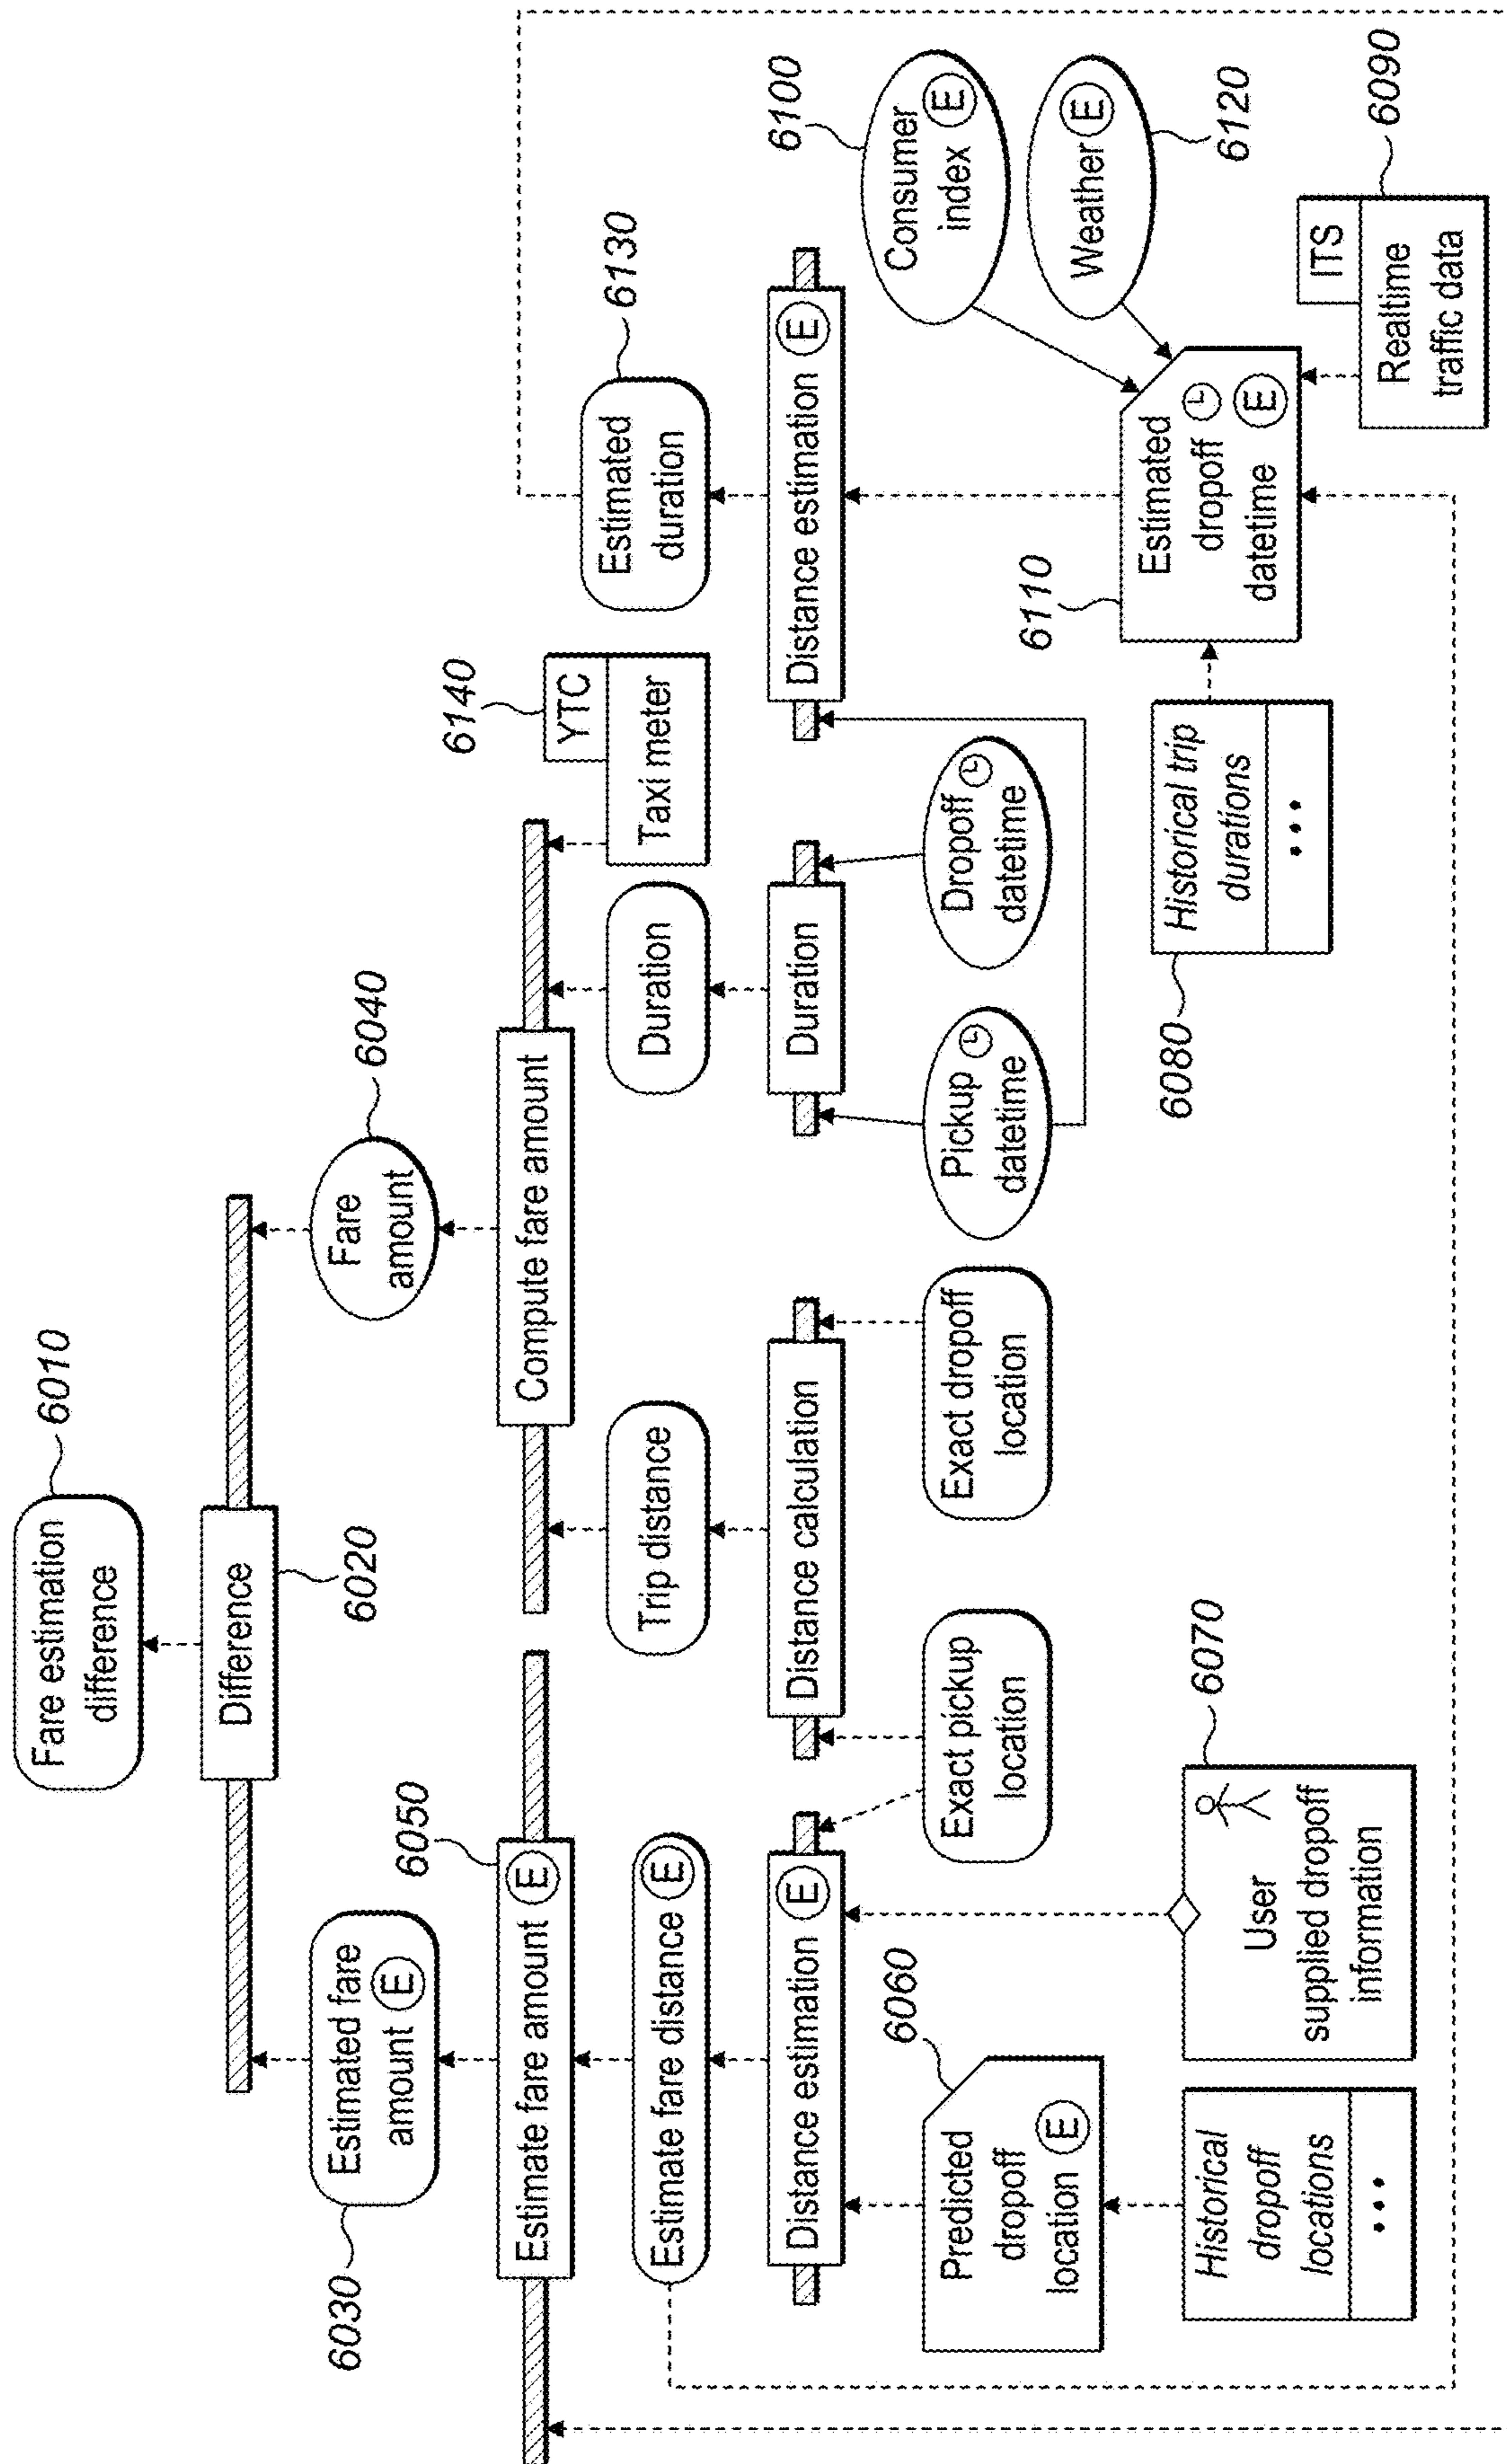 6010
Fare estimation
difference
Difference
6020
6030
Estimated fare
amount E
Fare
amount
6040
6050
Estimate fare amount E
Compute fare amount
Estimate fare distance E
Trip distance
Duration
6140
YTC
Taxi meter
Estimated
duration
6130
Distance estimation E
Distance calculation
Duration
Distance estimation E
6060
Predicted
dropoff
location E
Exact pickup
location
Exact dropoff
location
Pickup
datetime
Dropoff
datetime
6100
Consumer
index E
Weather E
6120
6110
Estimated
dropoff
datetime E
Historical
dropoff
locations
...
6070
User
supplied dropoff
information
6080
Historical trip
durations
...
ITS
Realtime
traffic data
6090